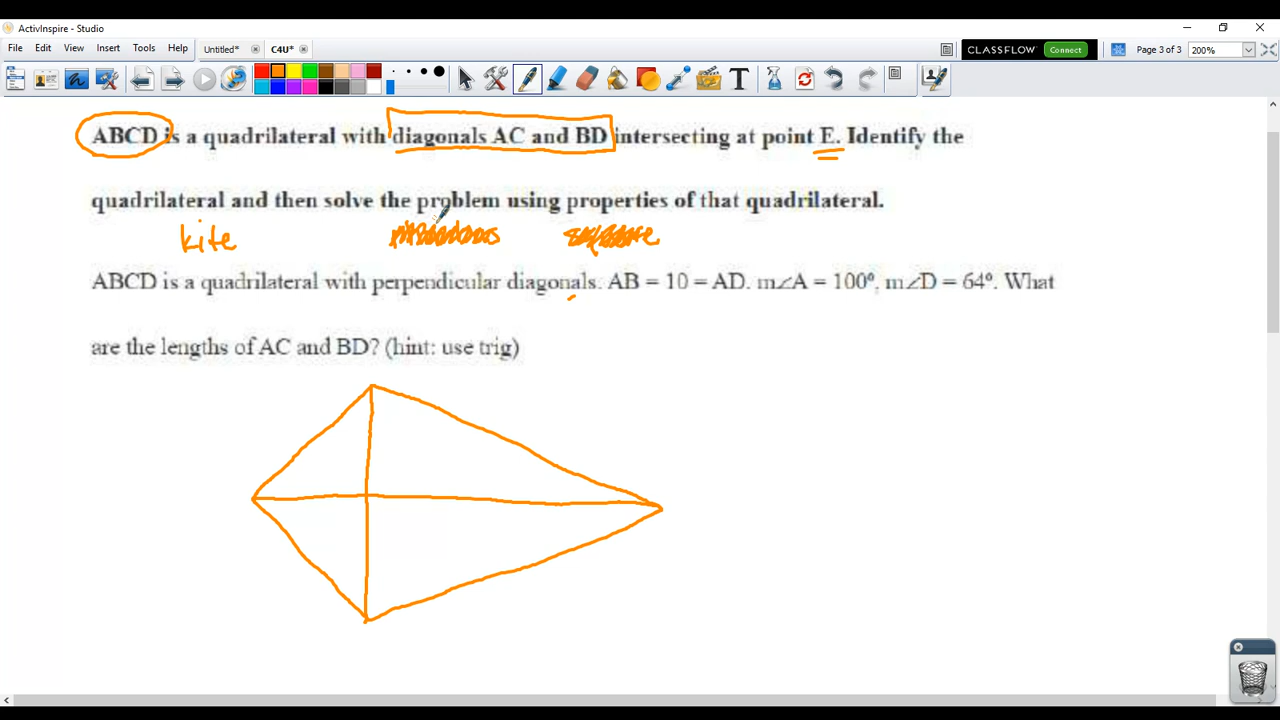 ActivInspire - Studio
File Edit View Insert Tools Help Untitled* C4U* CLASSFLOW Connect Page 3 of 3 200%
T
ABCD is a quadrilateral with diagonals AC and BD intersecting at point E. Identify the
quadrilateral and then solve the problem using properties of that quadrilateral.
kite
ABCD is a quadrilateral with perpendicular diagonals. AB = 10 = AD. m∠A = 100º, m∠D = 64º. What
are the lengths of AC and BD? (hint: use trig)